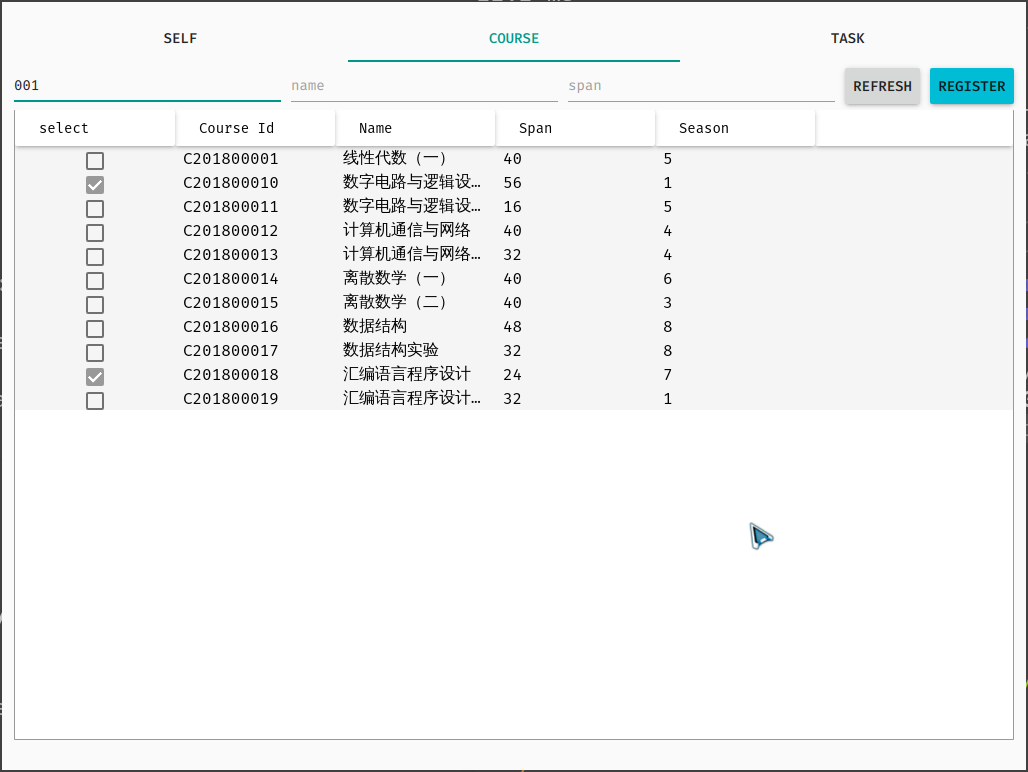 SELF COURSE TASK
001 name span REFRESH REGISTER
select Course Id Name Span Season
C201800001 线性代数（一） 40 5
C201800010 数字电路与逻辑设… 56 1
C201800011 数字电路与逻辑设… 16 5
C201800012 计算机通信与网络 40 4
C201800013 计算机通信与网络… 32 4
C201800014 离散数学（一） 40 6
C201800015 离散数学（二） 40 3
C201800016 数据结构 48 8
C201800017 数据结构实验 32 8
C201800018 汇编语言程序设计 24 7
C201800019 汇编语言程序设计… 32 1